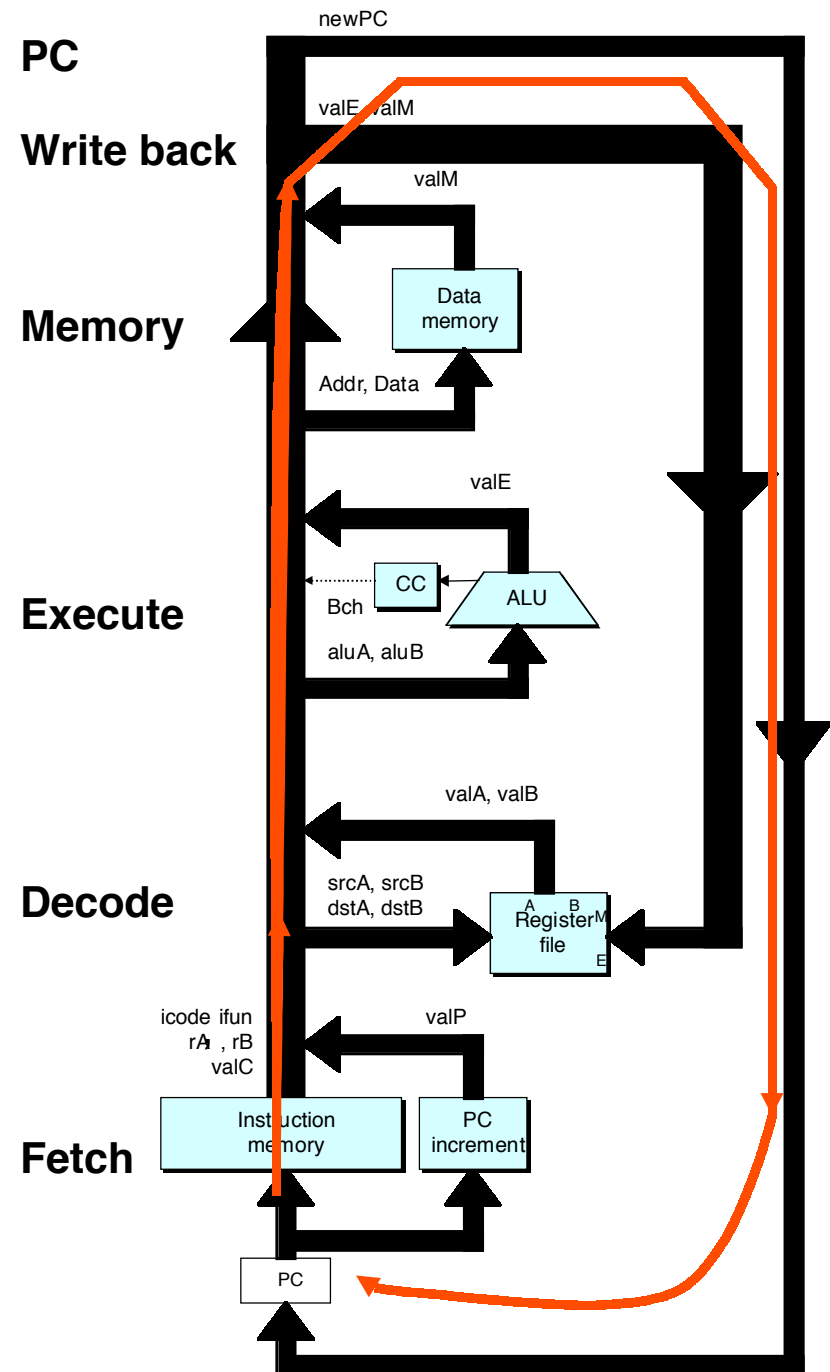 newPC
PC
valE, valM
Write back
valM
Data
memory
Memory
Addr, Data
valE
CC
ALU
Bch
Execute
aluA, aluB
valA, valB
srcA, srcB
dstA, dstB
Decode
A B
Register M
file
E
icode ifun
rA , rB
valC
valP
Instruction
memory
PC
increment
Fetch
PC